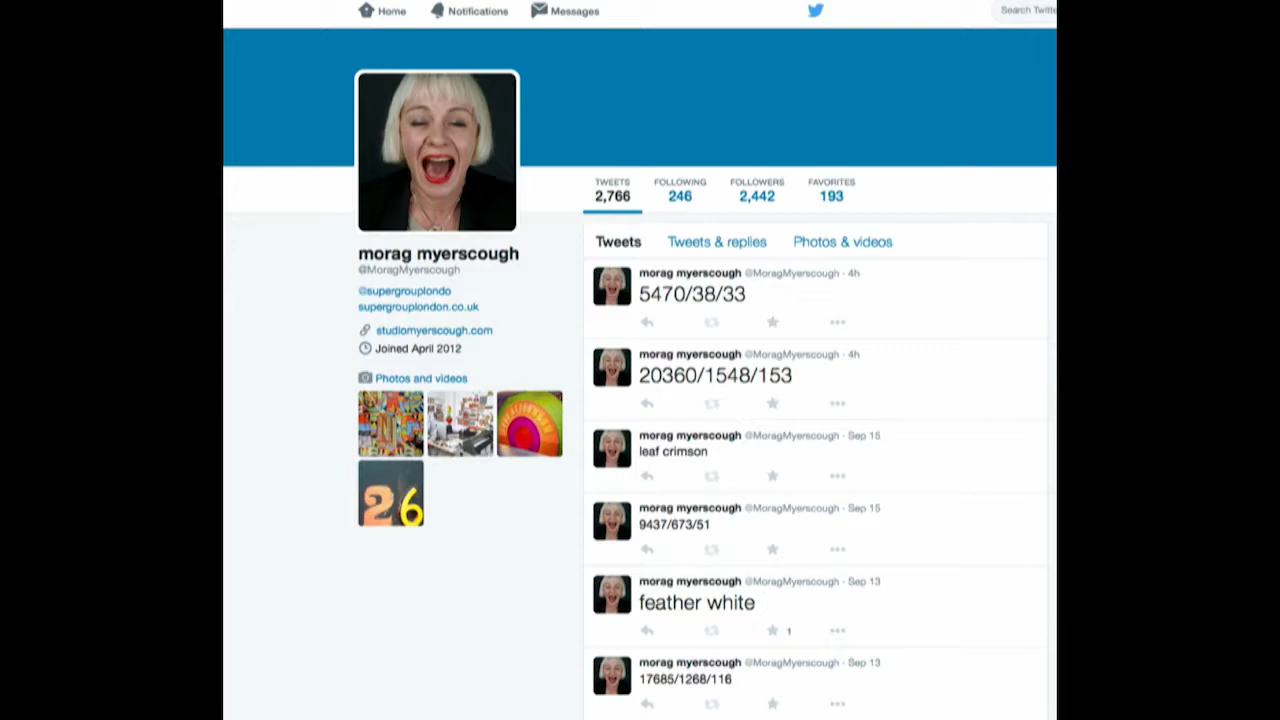 Home Notifications Messages Search Twitte
TWEETS FOLLOWING FOLLOWERS FAVORITES
2,766 246 2,442 193
morag myerscough
@MoragMyerscough
@supergrouplondo
supergrouplondon.co.uk
studiomyerscough.com
Joined April 2012
Photos and videos
26
Tweets Tweets & replies Photos & videos
morag myerscough @MoragMyerscough · 4h
5470/38/33
morag myerscough @MoragMyerscough · 4h
20360/1548/153
morag myerscough @MoragMyerscough · Sep 15
leaf crimson
morag myerscough @MoragMyerscough · Sep 15
9437/673/51
morag myerscough @MoragMyerscough · Sep 13
feather white
1
morag myerscough @MoragMyerscough · Sep 13
17685/1268/116